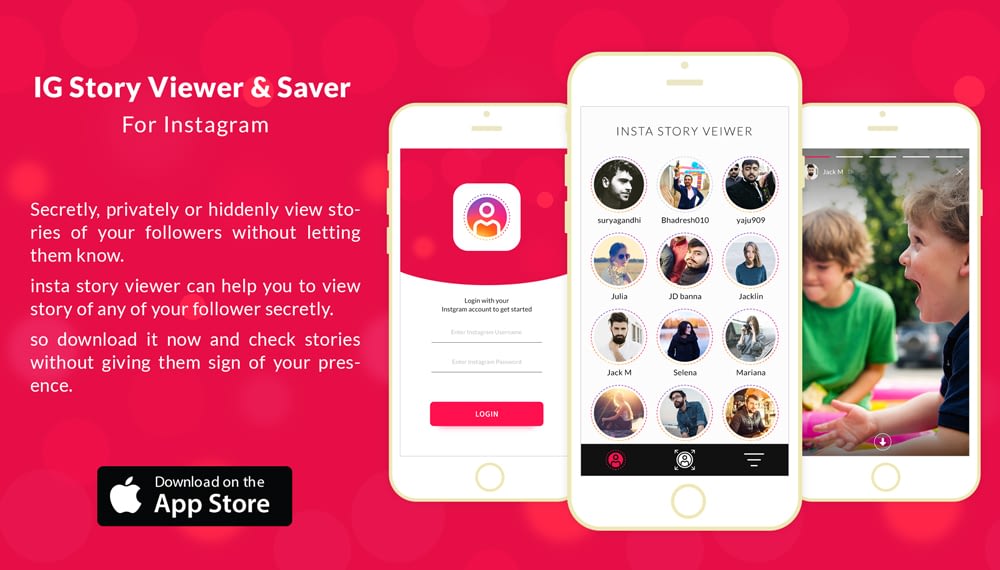 IG Story Viewer & Saver
For Instagram
Secretly, privately or hiddenly view sto-
ries of your followers without letting
them know.
insta story viewer can help you to view
story of any of your follower secretly.
so download it now and check stories
without giving them sign of your pres-
ence.
Download on the
App Store
Login with your
Instgram account to get started
Enter Instagram Username
Enter Instagram Password
LOGIN
INSTA STORY VEIWER
suryagandhi Bhadresh010 yaju909
Julia JD banna Jacklin
Jack M Selena Mariana
Jack M